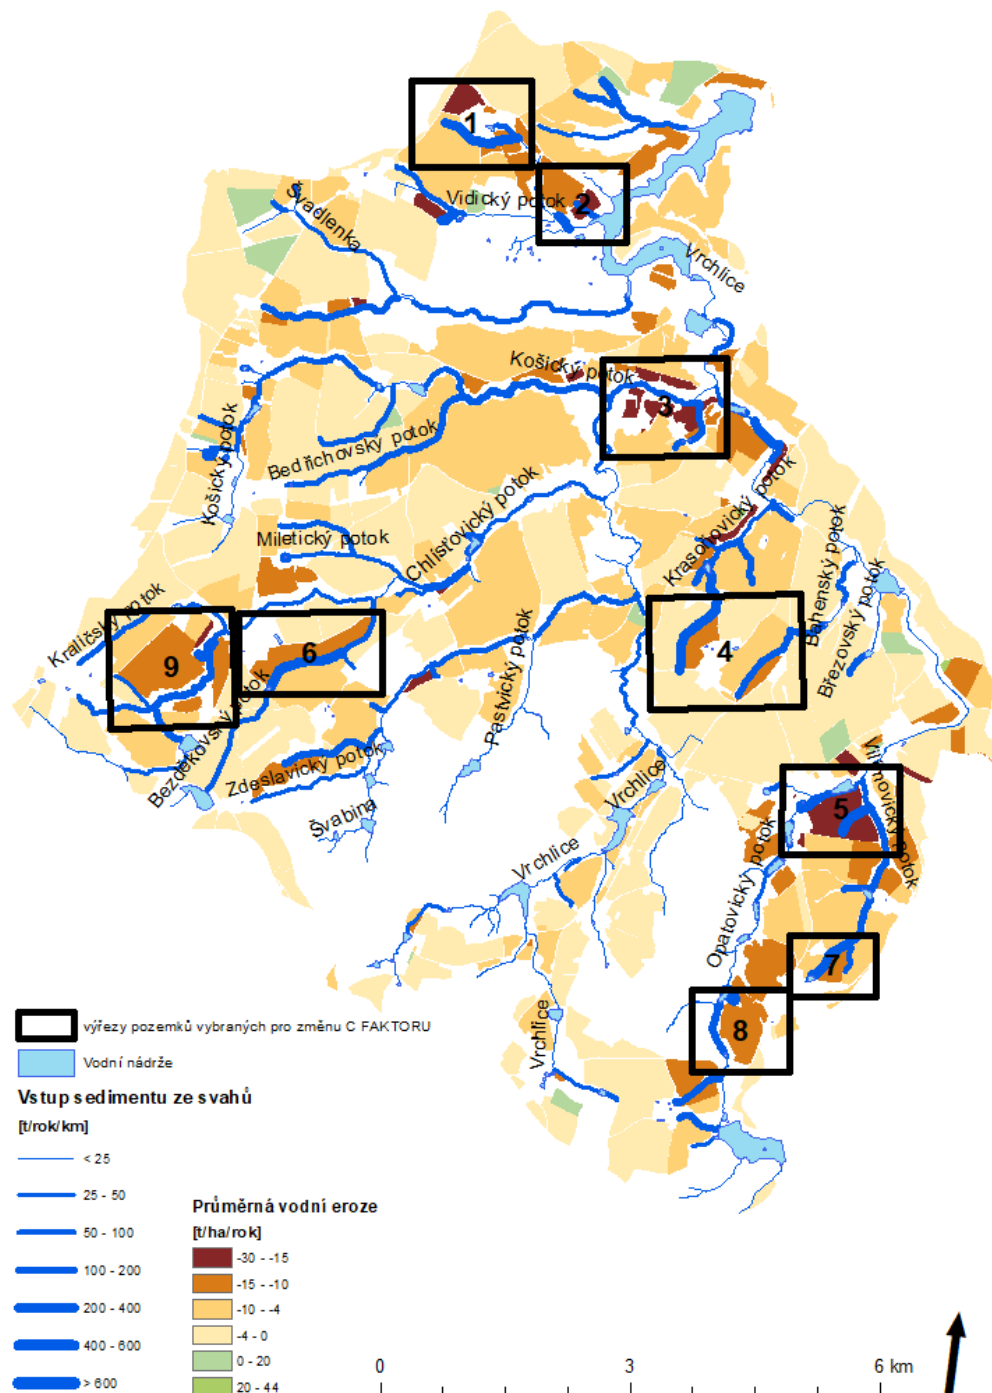 1
Vidický potok
2
Švadlenka
Vrchlice
Košický potok
3
Košický potok
Bedřichovský potok
Chlístovický potok
Miletický potok
Krasoňovický potok
Bahenský potok
Březovský potok
Králíčský potok
9
6
4
Pastvický potok
Bezděkovský potok
Zdeslavický potok
Švabina
Vrchlice
Vrchlice
Vilímovický potok
5
Opatovický potok
7
8
Vrchlice
výřezy pozemků vybraných pro změnu C FAKTORU
Vodní nádrže
Vstup sedimentu ze svahů
[t/rok/km]
< 25
25 - 50
50 - 100
100 - 200
200 - 400
400 - 600
> 600
Průměrná vodní eroze
[t/ha/rok]
-30 - -15
-15 - -10
-10 - -4
-4 - 0
0 - 20
20 - 44
0 3 6 km